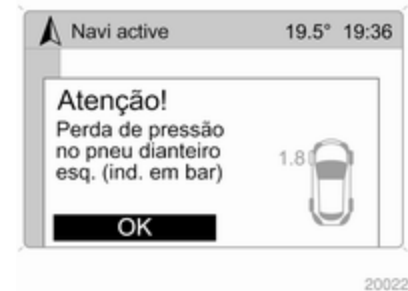 Navi active 19.5° 19:36
Atenção!
Perda de pressão
no pneu dianteiro
esq. (ind. em bar)
1.8
OK
20022